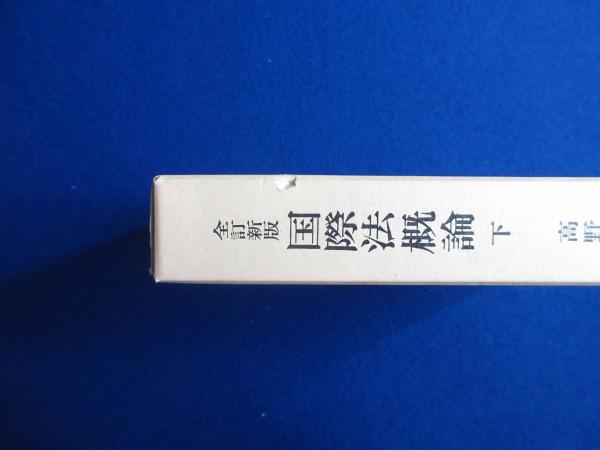 全訂新版
国際法概論 下
高野